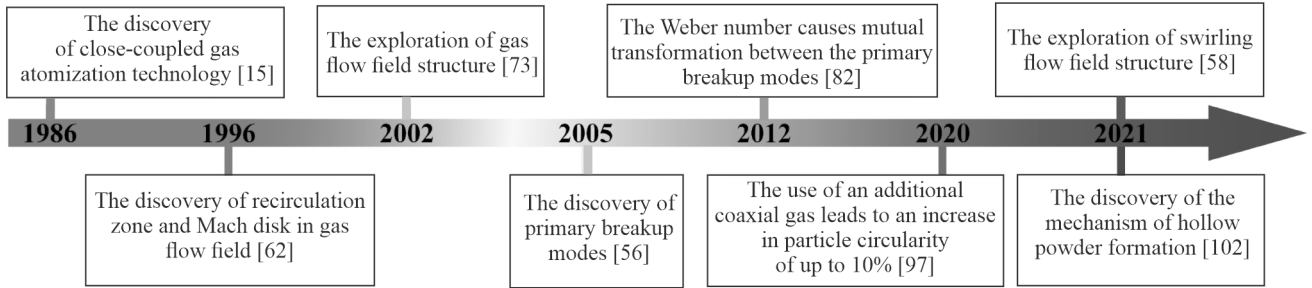 The discovery
of close-coupled gas
atomization technology [15]
The exploration of gas
flow field structure [73]
The Weber number causes mutual
transformation between the primary
breakup modes [82]
The exploration of swirling
flow field structure [58]
1986 1996 2002 2005 2012 2020 2021
The discovery of recirculation
zone and Mach disk in gas
flow field [62]
The discovery of
primary breakup
modes [56]
The use of an additional
coaxial gas leads to an increase
in particle circularity
of up to 10% [97]
The discovery of the
mechanism of hollow
powder formation [102]